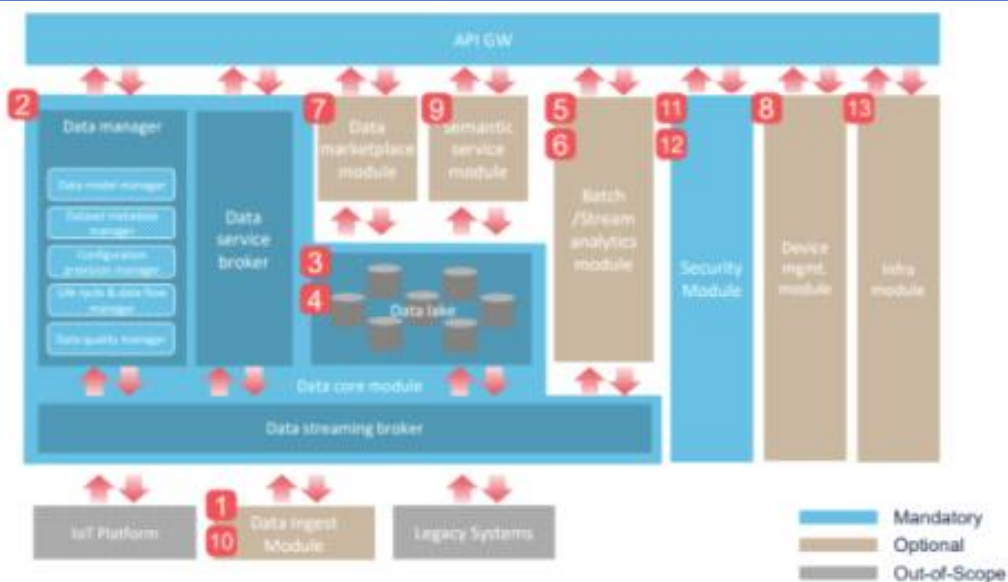 API GW
2
7
9
5
11
8
13
Data manager
Data
marketplace
module
Semantic
service
module
6
12
Data model manager
Dataset metadata
manager
Configuration
provision manager
Life cycle & data flow
manager
Data quality manager
Data
service
broker
Batch
/Stream
analytics
module
Security
Module
Device
mgmt.
module
Infra
module
3
4
Data lake
Data core module
Data streaming broker
IoT Platform
1
10
Data Ingest
Module
Legacy Systems
Mandatory
Optional
Out-of-Scope